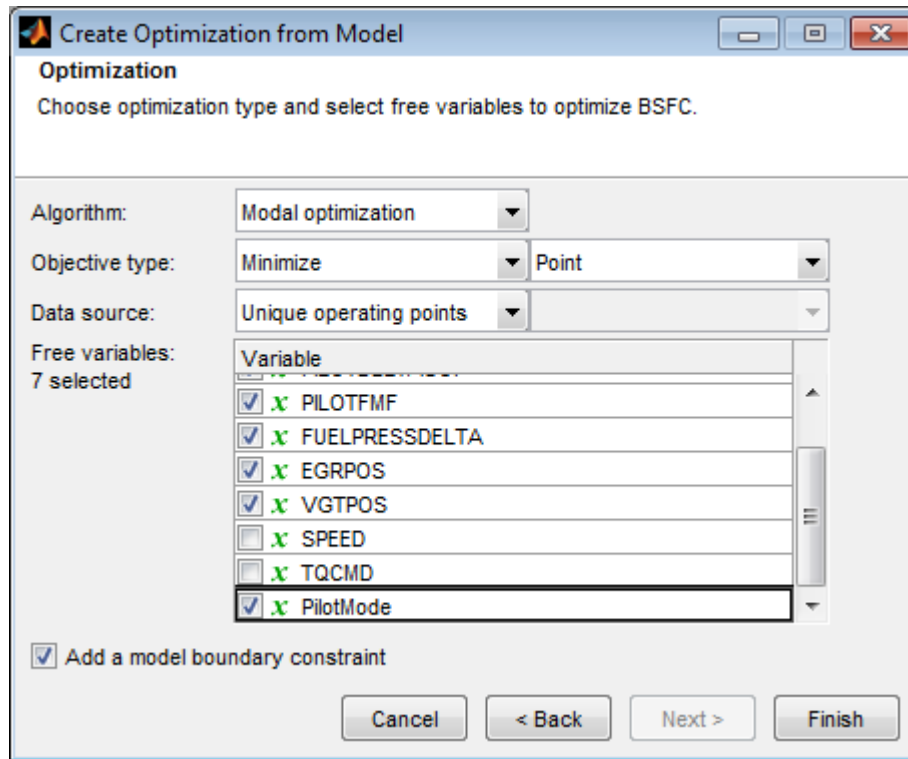 Create Optimization from Model
Optimization
Choose optimization type and select free variables to optimize BSFC.
Algorithm: Modal optimization
Objective type: Minimize Point
Data source: Unique operating points
Free variables:
7 selected
Variable
x PILOTFMF
x FUELPRESSDELTA
x EGRPOS
x VGTPOS
x SPEED
x TQCMD
x PilotMode
Add a model boundary constraint
Cancel < Back Next > Finish